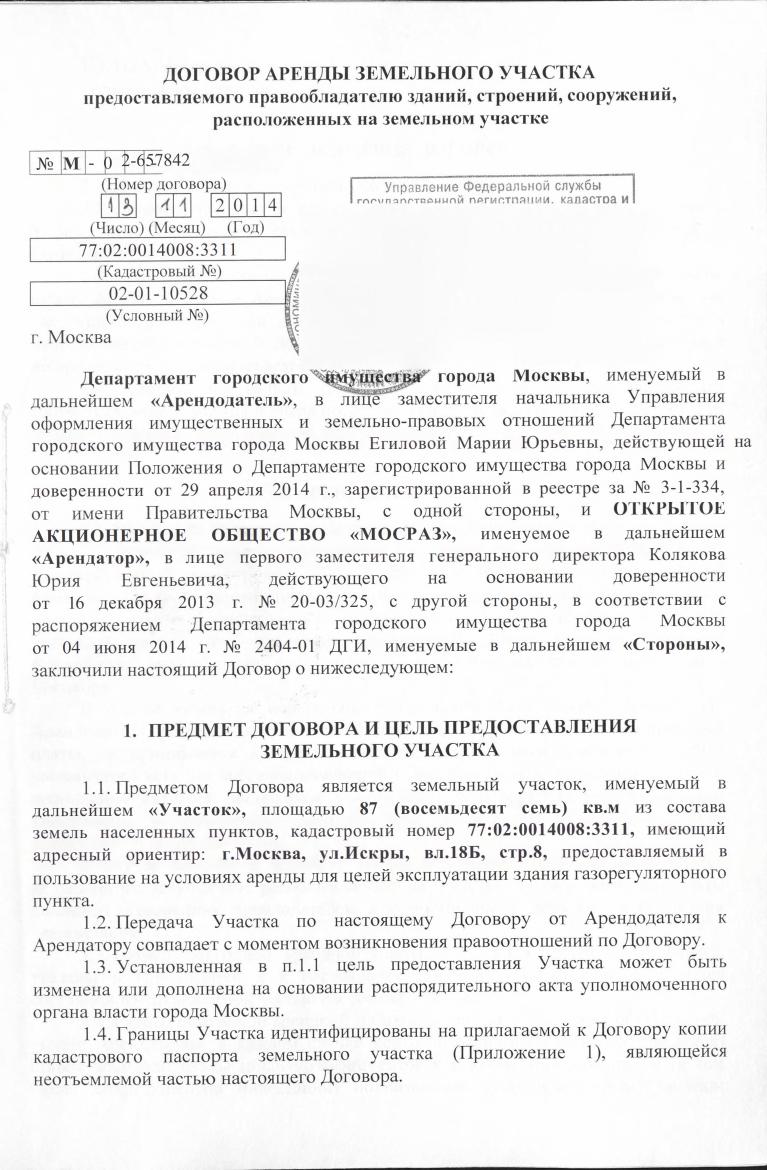 ДОГОВОР АРЕНДЫ ЗЕМЕЛЬНОГО УЧАСТКА
предоставляемого правообладателю зданий, строений, сооружений,
расположенных на земельном участке
№ М - 0 2-657842
(Номер договора)
13 11 2014
(Число) (Месяц) (Год)
77:02:0014008:3311
(Кадастровый №)
02-01-10528
(Условный №)
г. Москва
Управление Федеральной службы
государственной регистрации, кадастра и
Департамент городского имущества города Москвы, именуемый в
дальнейшем «Арендодатель», в лице заместителя начальника Управления
оформления имущественных и земельно-правовых отношений Департамента
городского имущества города Москвы Егиловой Марии Юрьевны, действующей на
основании Положения о Департаменте городского имущества города Москвы и
доверенности от 29 апреля 2014 г., зарегистрированной в реестре за № 3-1-334,
от имени Правительства Москвы, с одной стороны, и ОТКРЫТОЕ
АКЦИОНЕРНОЕ ОБЩЕСТВО «МОСРАЗ», именуемое в дальнейшем
«Арендатор», в лице первого заместителя генерального директора Колякова
Юрия Евгеньевича, действующего на основании доверенности
от 16 декабря 2013 г. № 20-03/325, с другой стороны, в соответствии с
распоряжением Департамента городского имущества города Москвы
от 04 июня 2014 г. № 2404-01 ДГИ, именуемые в дальнейшем «Стороны»,
заключили настоящий Договор о нижеследующем:
1. ПРЕДМЕТ ДОГОВОРА И ЦЕЛЬ ПРЕДОСТАВЛЕНИЯ
ЗЕМЕЛЬНОГО УЧАСТКА
1.1. Предметом Договора является земельный участок, именуемый в
дальнейшем «Участок», площадью 87 (восемьдесят семь) кв.м из состава
земель населенных пунктов, кадастровый номер 77:02:0014008:3311, имеющий
адресный ориентир: г.Москва, ул.Искры, вл.18Б, стр.8, предоставляемый в
пользование на условиях аренды для целей эксплуатации здания газорегуляторного
пункта.
1.2. Передача Участка по настоящему Договору от Арендодателя к
Арендатору совпадает с моментом возникновения правоотношений по Договору.
1.3. Установленная в п.1.1 цель предоставления Участка может быть
изменена или дополнена на основании распорядительного акта уполномоченного
органа власти города Москвы.
1.4. Границы Участка идентифицированы на прилагаемой к Договору копии
кадастрового паспорта земельного участка (Приложение 1), являющейся
неотъемлемой частью настоящего Договора.